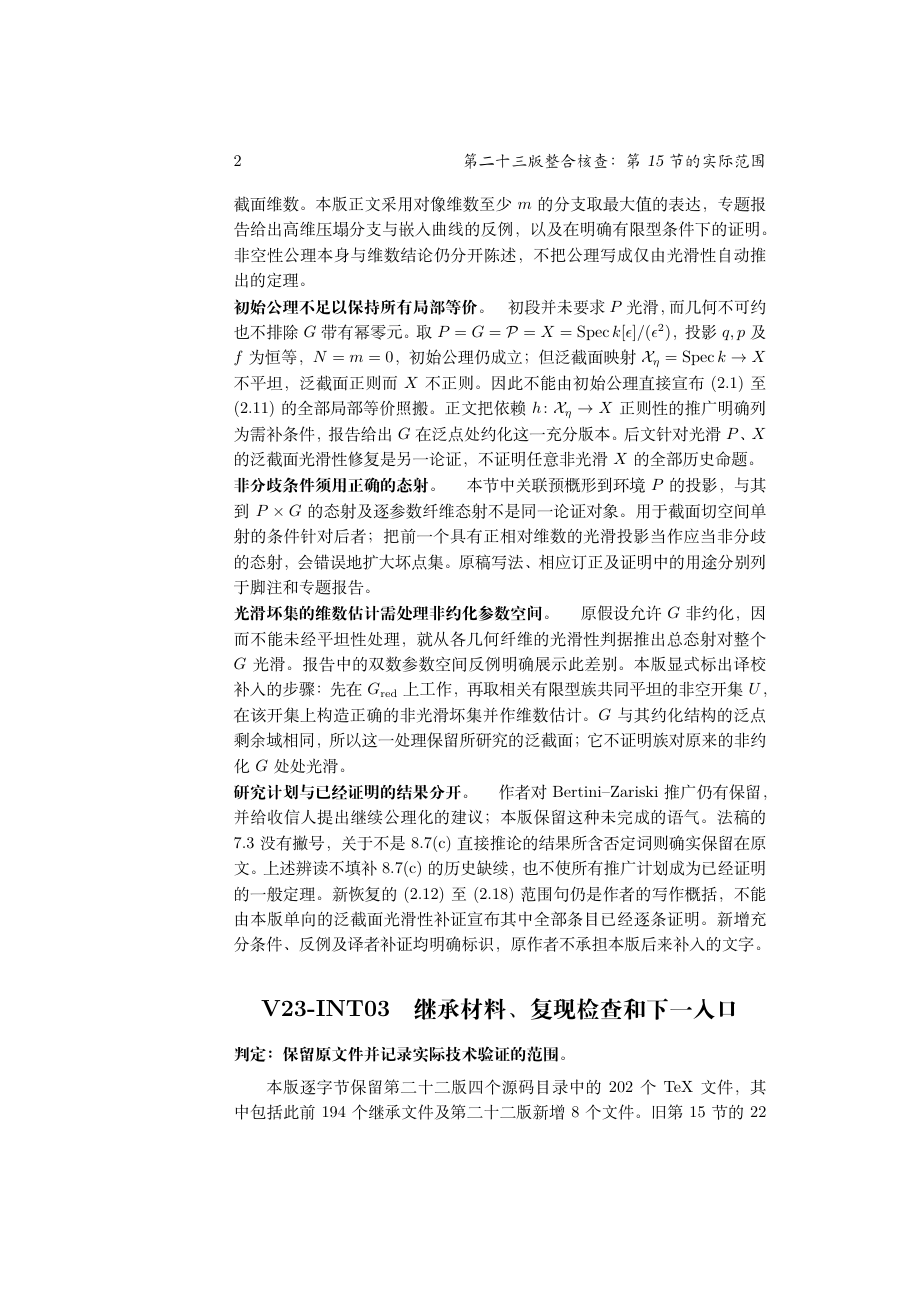 2 第二十三版整合核查：第 15 节的实际范围
截面维数。本版正文采用对像维数至少 m 的分支取最大值的表达，专题报
告给出高维压塌分支与嵌入曲线的反例，以及在明确有限型条件下的证明。
非空性公理本身与维数结论仍分开陈述，不把公理写成仅由光滑性自动推
出的定理。
初始公理不足以保持所有局部等价。 初段并未要求 P 光滑，而几何不可约
也不排除 G 带有幂零元。取 P = G = 𝒫 = X = Spec k[ϵ]/(ϵ²)，投影 q, p 及
f 为恒等，N = m = 0，初始公理仍成立；但泛截面映射 𝒳η = Spec k → X
不平坦，泛截面正则而 X 不正则。因此不能由初始公理直接宣布 (2.1) 至
(2.11) 的全部局部等价照搬。正文把依赖 h: 𝒳η → X 正则性的推广明确列
为需补条件，报告给出 G 在泛点处约化这一充分版本。后文针对光滑 P、X
的泛截面光滑性修复是另一论证，不证明任意非光滑 X 的全部历史命题。
非分歧条件须用正确的态射。 本节中关联预概形到环境 P 的投影，与其
到 P × G 的态射及逐参数纤维态射不是同一论证对象。用于截面切空间单
射的条件针对后者；把前一个具有正相对维数的光滑投影当作应当非分歧
的态射，会错误地扩大坏点集。原稿写法、相应订正及证明中的用途分别列
于脚注和专题报告。
光滑坏集的维数估计需处理非约化参数空间。 原假设允许 G 非约化，因
而不能未经平坦性处理，就从各几何纤维的光滑性判据推出总态射对整个
G 光滑。报告中的双数参数空间反例明确展示此差别。本版显式标出译校
补入的步骤：先在 G_red 上工作，再取相关有限型族共同平坦的非空开集 U，
在该开集上构造正确的非光滑坏集并作维数估计。G 与其约化结构的泛点
剩余域相同，所以这一处理保留所研究的泛截面；它不证明族对原来的非约
化 G 处处光滑。
研究计划与已经证明的结果分开。 作者对 Bertini–Zariski 推广仍有保留，
并给收信人提出继续公理化的建议；本版保留这种未完成的语气。法稿的
7.3 没有撇号，关于不是 8.7(c) 直接推论的结果所含否定词则确实保留在原
文。上述辨读不填补 8.7(c) 的历史缺续，也不使所有推广计划成为已经证明
的一般定理。新恢复的 (2.12) 至 (2.18) 范围句仍是作者的写作概括，不能
由本版单向的泛截面光滑性补证宣布其中全部条目已经逐条证明。新增充
分条件、反例及译者补证均明确标识，原作者不承担本版后来补入的文字。
V23-INT03 继承材料、复现检查和下一入口
判定：保留原文件并记录实际技术验证的范围。
本版逐字节保留第二十二版四个源码目录中的 202 个 TeX 文件，其
中包括此前 194 个继承文件及第二十二版新增 8 个文件。旧第 15 节的 22